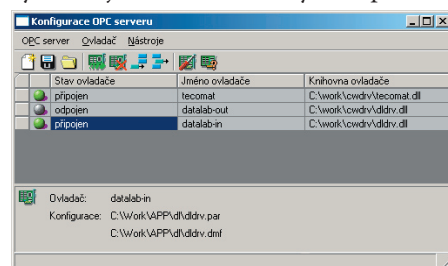 Konfigurace OPC serveru
OPC server Ovladač Nástroje
Stav ovladače Jméno ovladače Knihovna ovladače
připojen tecomat C:\work\cwdrv\tecomat.dll
odpojen datalab-out C:\work\cwdrv\dldrv.dll
připojen datalab-in C:\work\cwdrv\dldrv.dll
Ovladač: datalab-in
Konfigurace: C:\Work\APP\dl\dldrv.par
C:\Work\APP\dl\dldrv.dmf